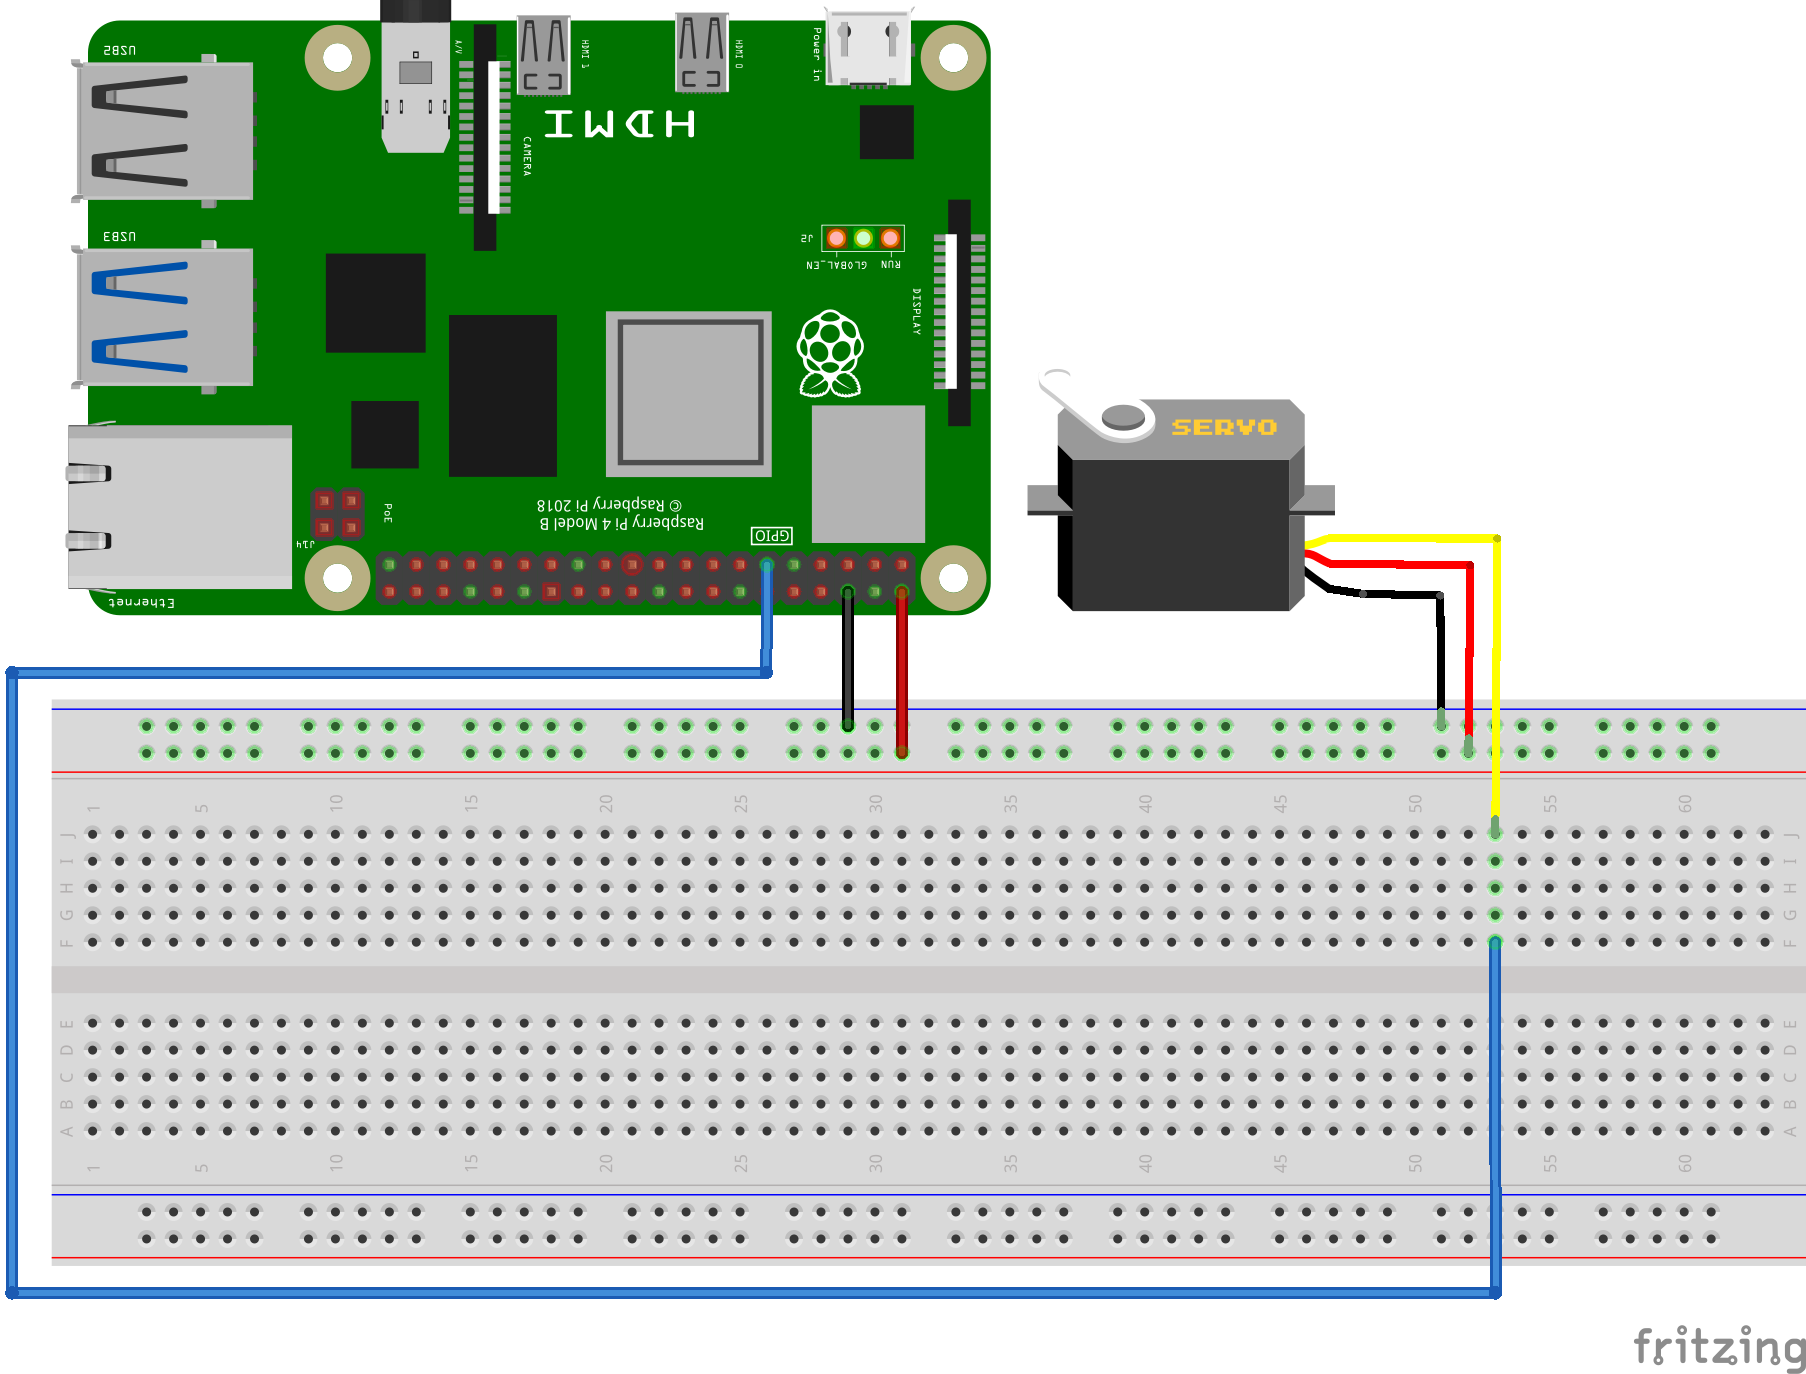 USB2
A/V
HDMI 1
HDMI 0
Power in
HDMI
CAMERA
USB3
J2
GLOBAL_EN
RUN
DISPLAY
SERVO
PoE
J14
© Raspberry Pi 2018
Raspberry Pi 4 Model B
GPIO
Ethernet
1 5 10 15 20 25 30 35 40 45 50 55 60
J J
I I
H H
G G
F F
E E
D D
C C
B B
A A
1 5 10 15 20 25 30 35 40 45 50 55 60
fritzing